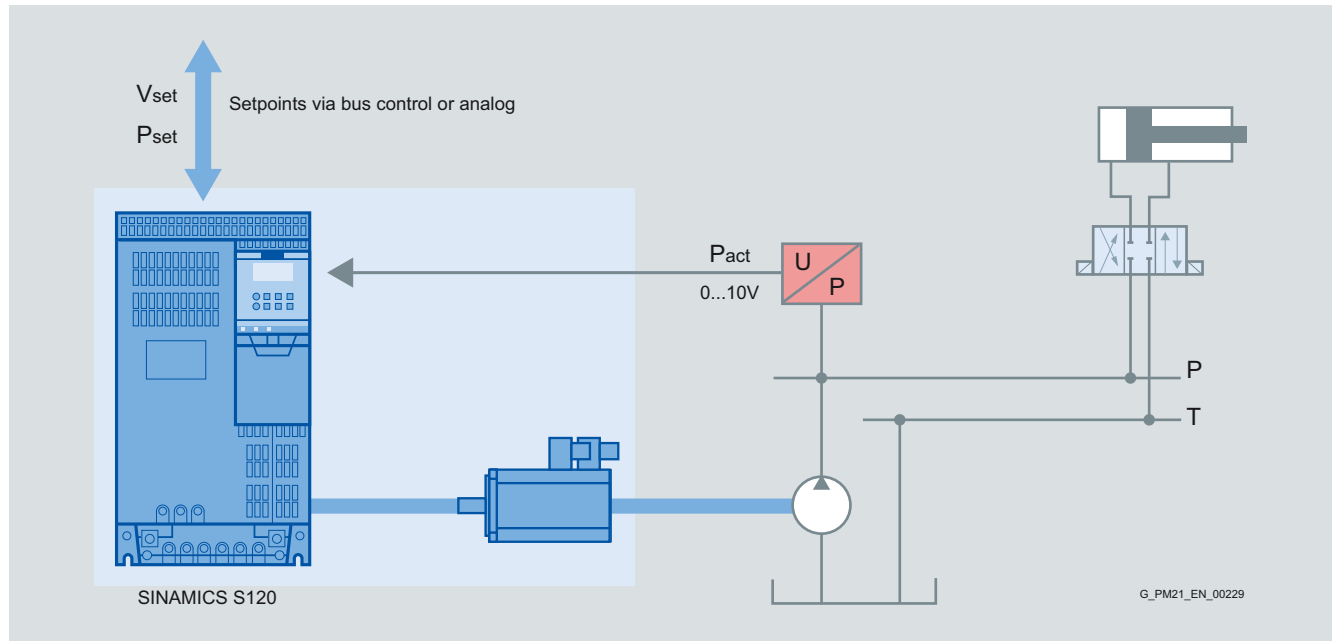 Vset
Setpoints via bus control or analog
Pset
Pact
0...10V
U
P
P
T
SINAMICS S120
G_PM21_EN_00229